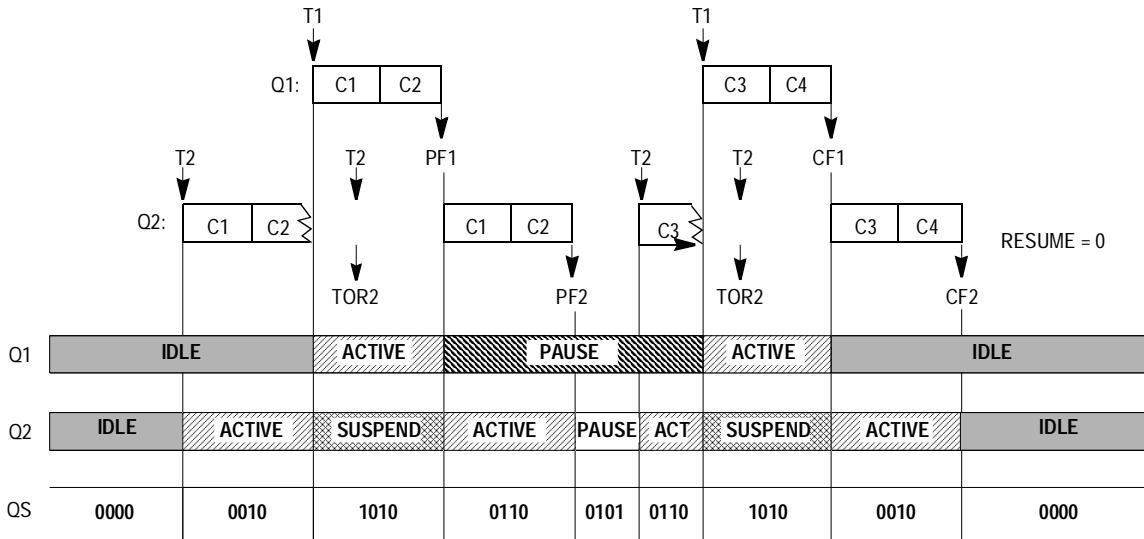 T1 T1
Q1: C1 C2 C3 C4
T2 T2 PF1 T2 T2 CF1
Q2: C1 C2 C1 C2 C3 C3 C4
RESUME = 0
TOR2 PF2 TOR2 CF2
Q1 IDLE ACTIVE PAUSE ACTIVE IDLE
Q2 IDLE ACTIVE SUSPEND ACTIVE PAUSE ACT SUSPEND ACTIVE IDLE
QS 0000 0010 1010 0110 0101 0110 1010 0010 0000